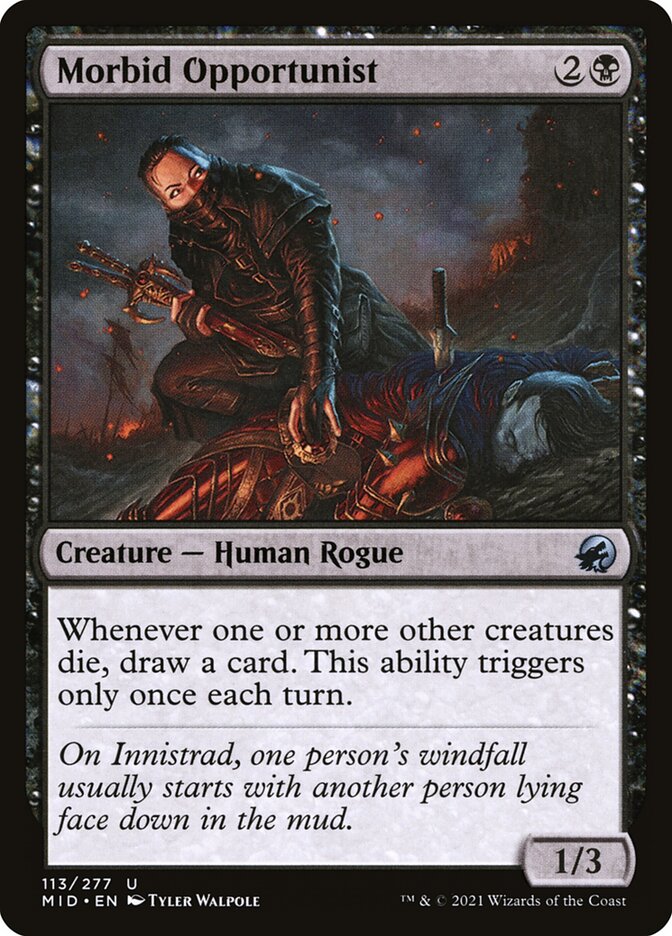 Morbid Opportunist 2
Creature — Human Rogue
Whenever one or more other creatures
die, draw a card. This ability triggers
only once each turn.
On Innistrad, one person's windfall
usually starts with another person lying
face down in the mud.
1/3
113/277 U
MID • EN Tyler Walpole ™ & © 2021 Wizards of the Coast